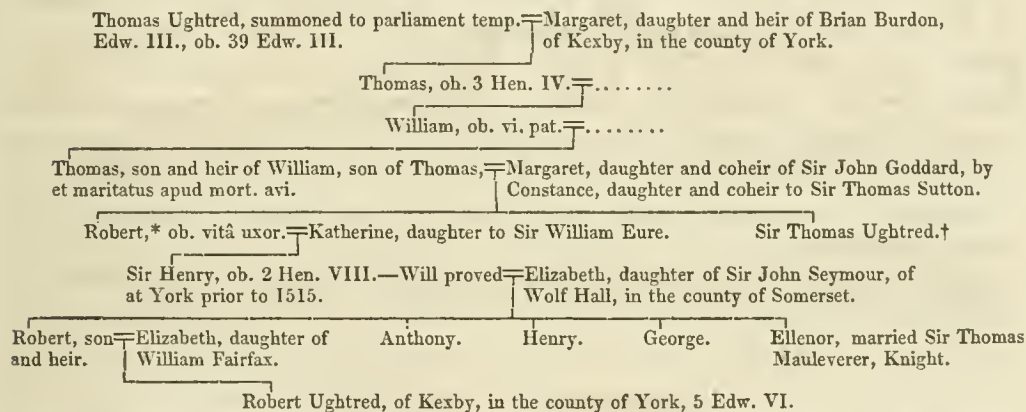 Thomas Ughtred, summoned to parliament temp. Edw. III., ob. 39 Edw. III.
Margaret, daughter and heir of Brian Burdon, of Kexby, in the county of York.
Thomas, ob. 3 Hen. IV. ........
William, ob. vi. pat. ........
Thomas, son and heir of William, son of Thomas, et maritatus apud mort. avi.
Margaret, daughter and coheir of Sir John Goddard, by Constance, daughter and coheir to Sir Thomas Sutton.
Robert,* ob. vitâ uxor.
Katherine, daughter to Sir William Eure.
Sir Thomas Ughtred.†
Sir Henry, ob. 2 Hen. VIII.—Will proved at York prior to 1515.
Elizabeth, daughter of Sir John Seymour, of Wolf Hall, in the county of Somerset.
Robert, son and heir.
Elizabeth, daughter of William Fairfax.
Anthony.
Henry.
George.
Ellenor, married Sir Thomas Mauleverer, Knight.
Robert Ughtred, of Kexby, in the county of York, 5 Edw. VI.